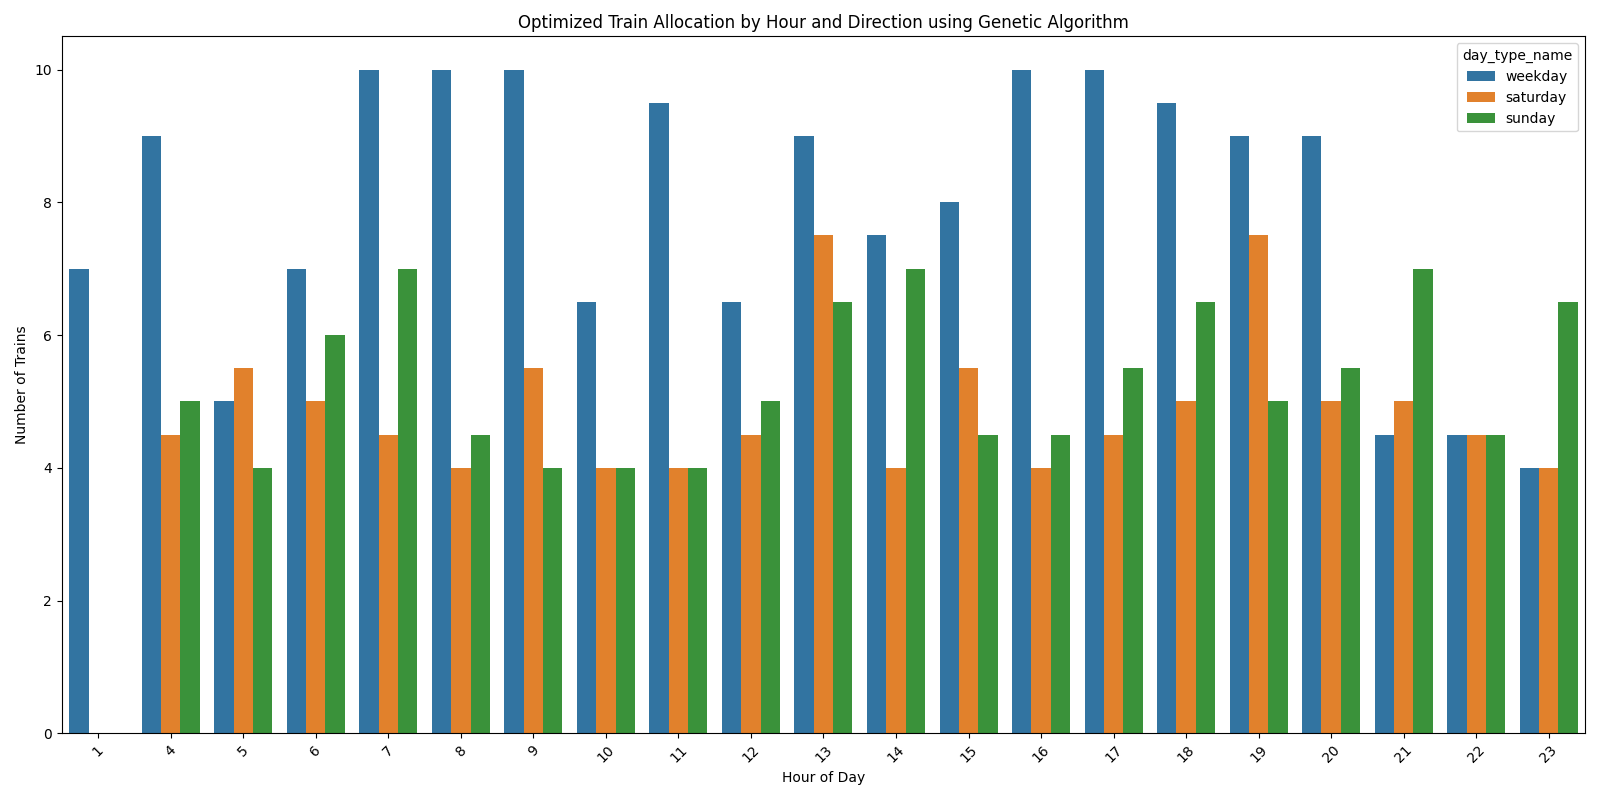 Optimized Train Allocation by Hour and Direction using Genetic Algorithm
day_type_name
weekday
saturday
sunday
Number of Trains
10
8
6
4
2
0
1 4 5 6 7 8 9 10 11 12 13 14 15 16 17 18 19 20 21 22 23
Hour of Day